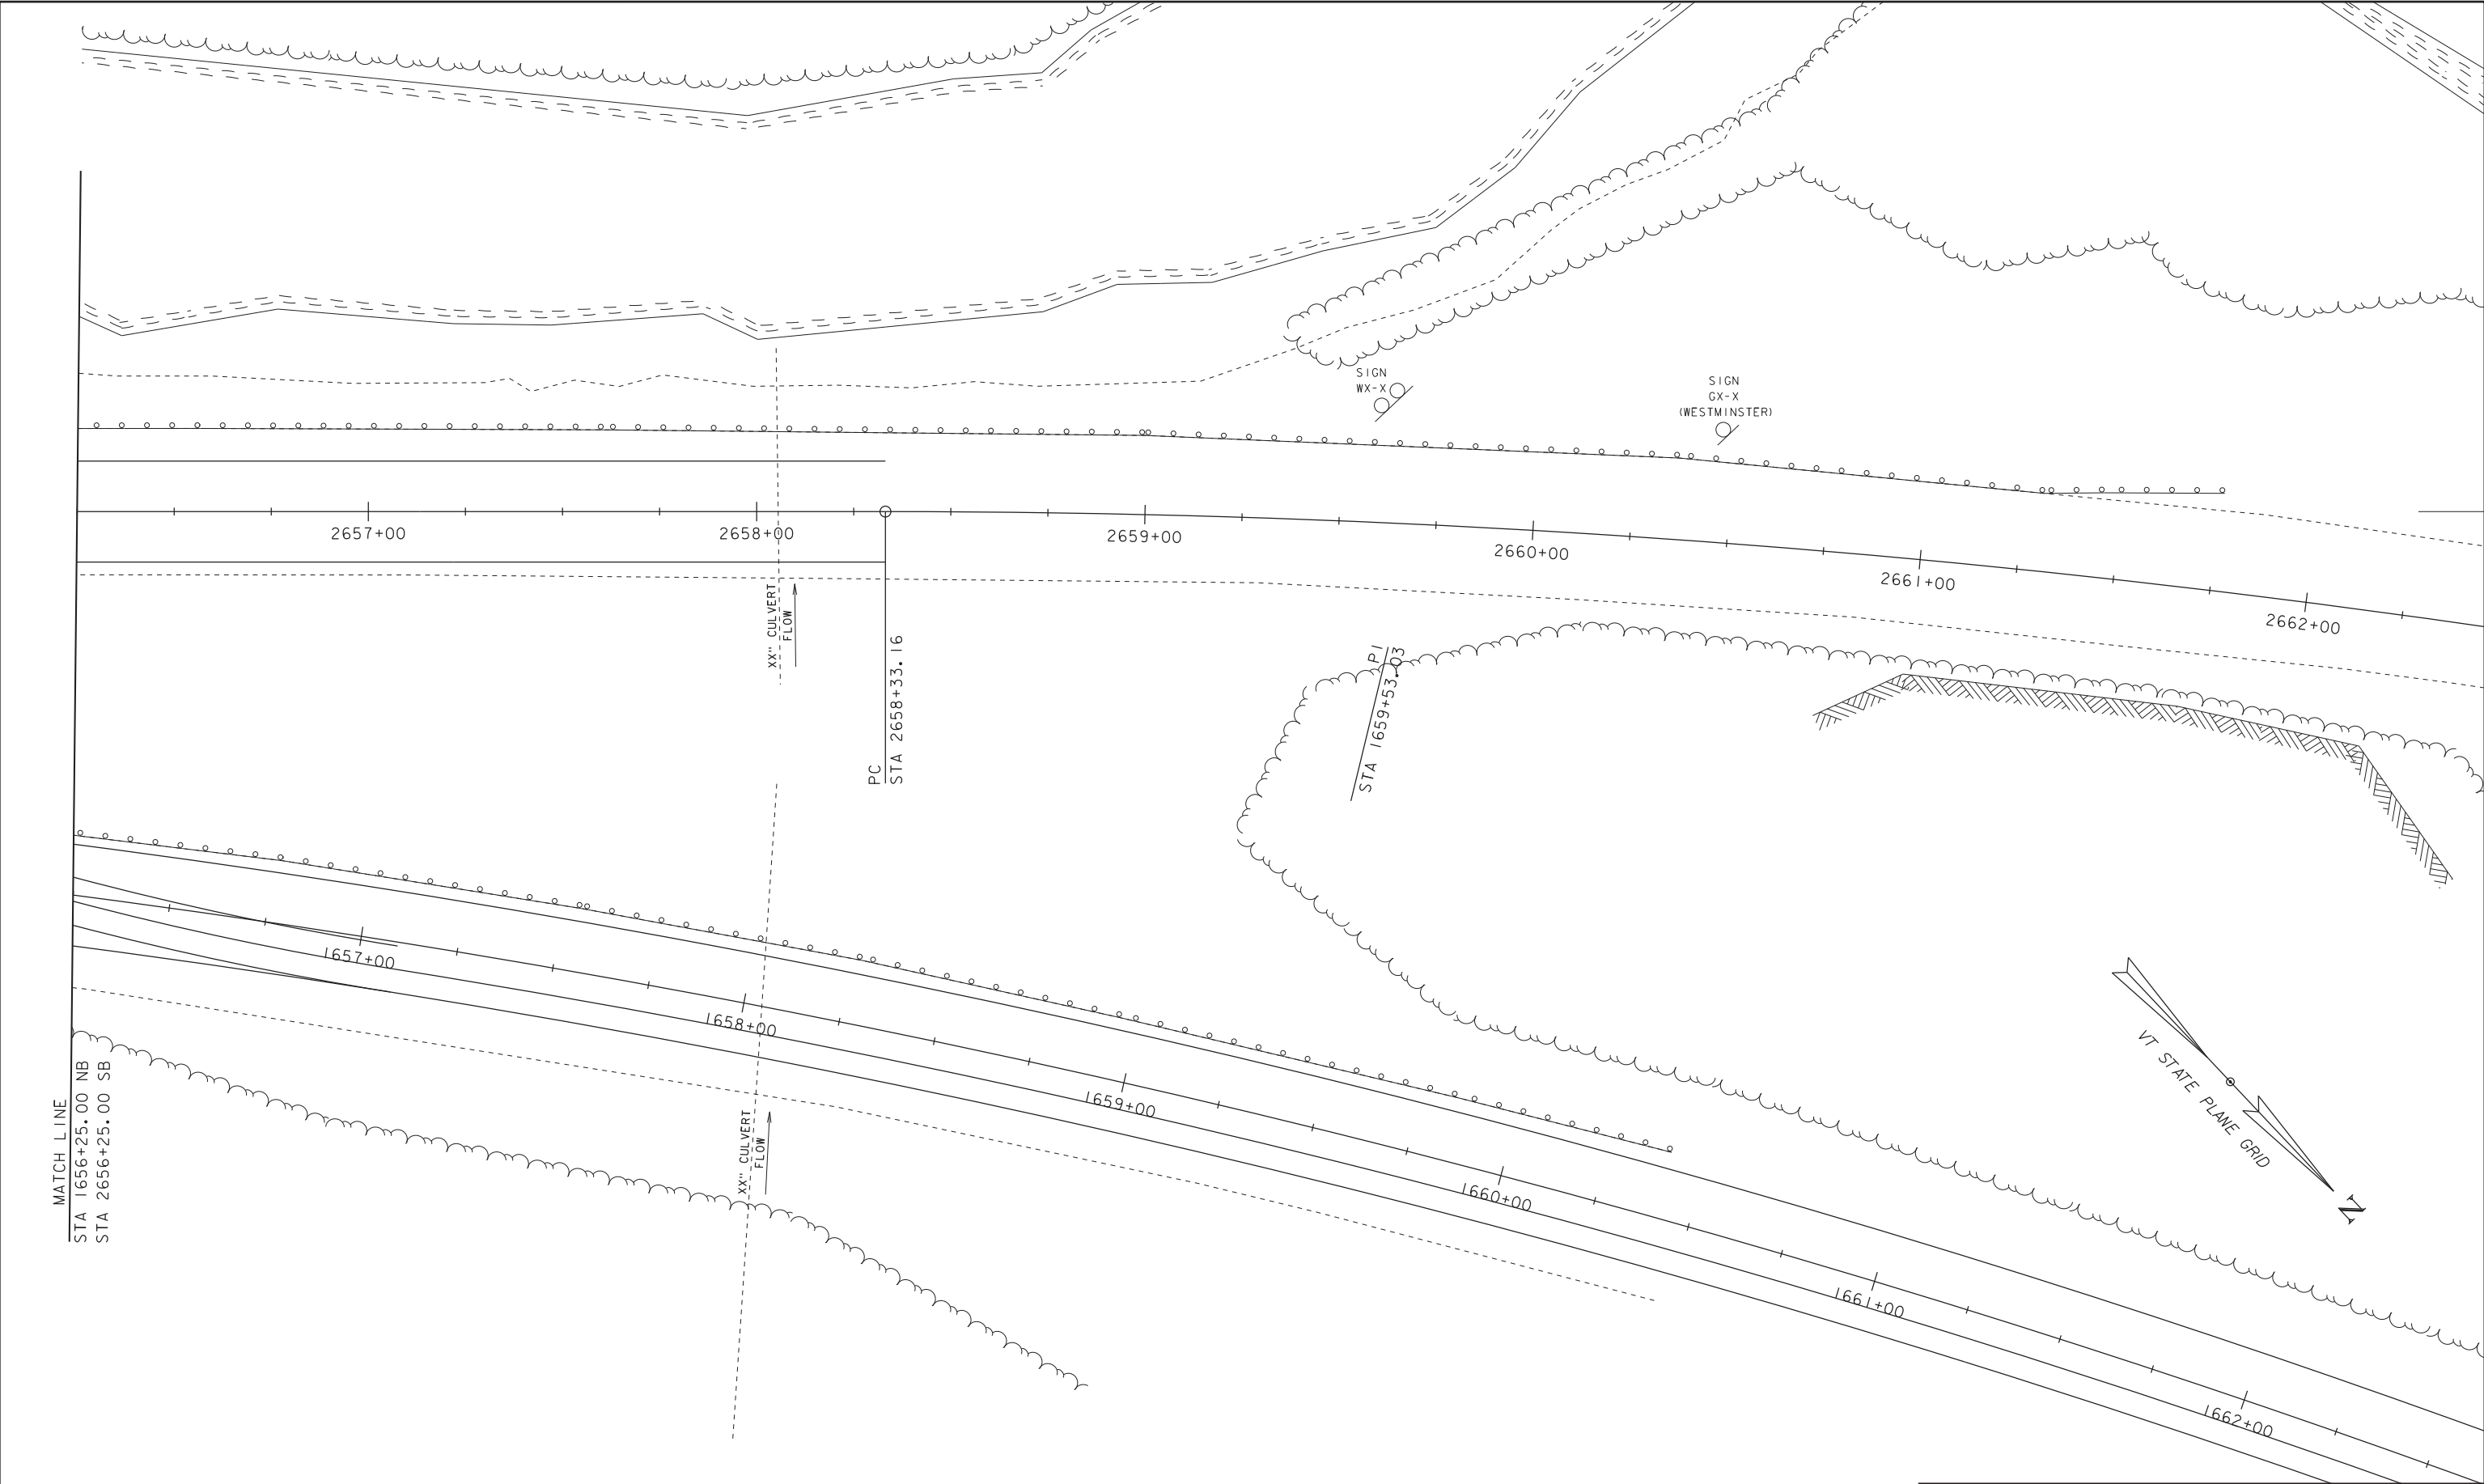 SIGN
WX-X
SIGN
GX-X
(WESTMINSTER)
2657+00
2658+00
2659+00
2660+00
2661+00
2662+00
XX" CULVERT
FLOW
PC
STA 2658+33.16
PI
STA 1659+53.03
1657+00
1658+00
1659+00
1660+00
1661+00
1662+00
XX" CULVERT
FLOW
MATCH LINE
STA 1656+25.00 NB
STA 2656+25.00 SB
VT STATE PLANE GRID
N